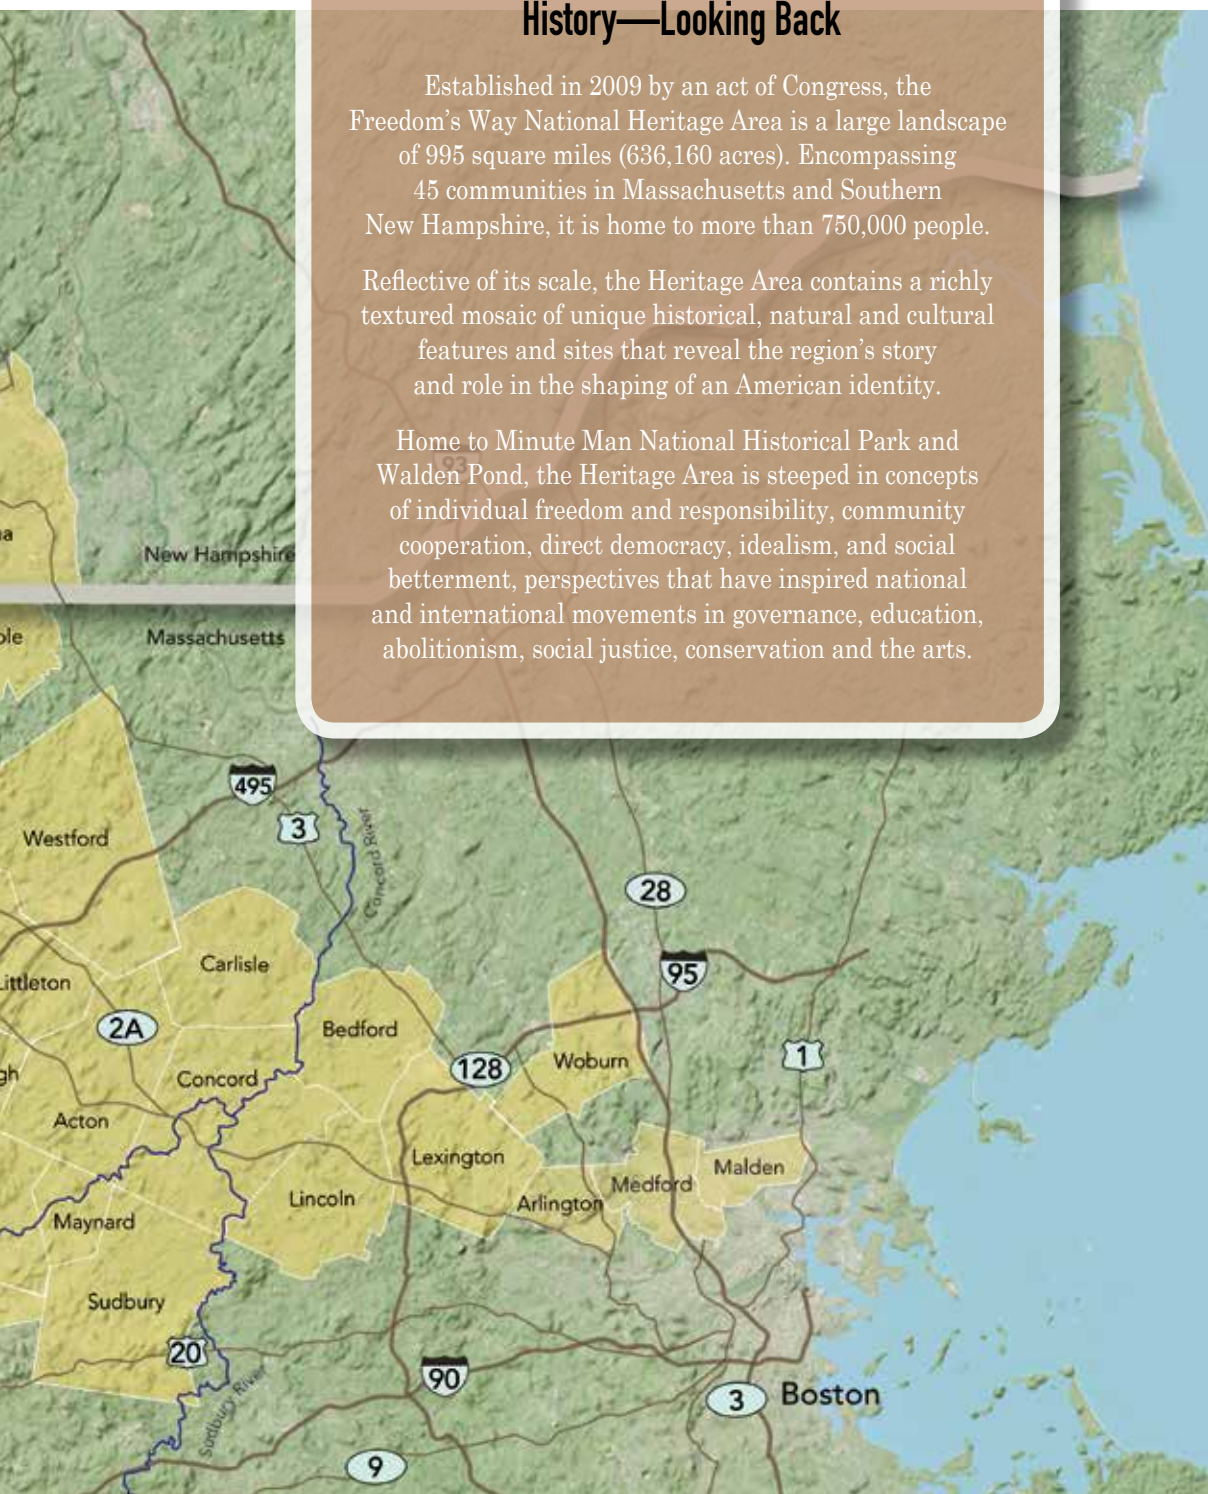 History—Looking Back
Established in 2009 by an act of Congress, the
Freedom's Way National Heritage Area is a large landscape
of 995 square miles (636,160 acres). Encompassing
45 communities in Massachusetts and Southern
New Hampshire, it is home to more than 750,000 people.
Reflective of its scale, the Heritage Area contains a richly
textured mosaic of unique historical, natural and cultural
features and sites that reveal the region's story
and role in the shaping of an American identity.
Home to Minute Man National Historical Park and
93
Walden Pond, the Heritage Area is steeped in concepts
of individual freedom and responsibility, community
cooperation, direct democracy, idealism, and social
betterment, perspectives that have inspired national
and international movements in governance, education,
abolitionism, social justice, conservation and the arts.
New Hampshire
Massachusetts
495
3
Westford
Concord River
28
Carlisle
95
Littleton
2A
Bedford
128
Woburn
1
Concord
Acton
Lexington
Malden
Medford
Lincoln
Arlington
Maynard
Sudbury
20
90
Sudbury River
3
Boston
9